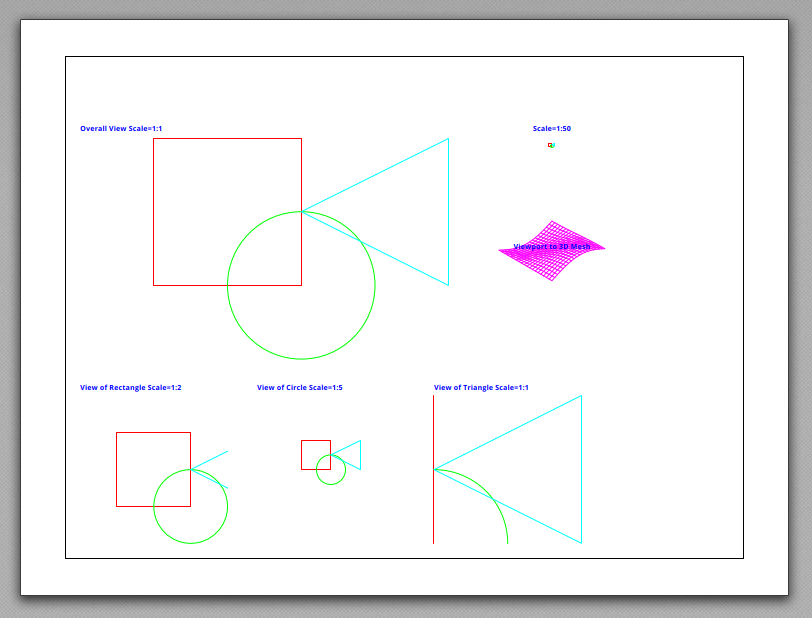 Overall View Scale=1:1
Scale=1:50
Viewport to 3D Mesh
View of Rectangle Scale=1:2
View of Circle Scale=1:5
View of Triangle Scale=1:1